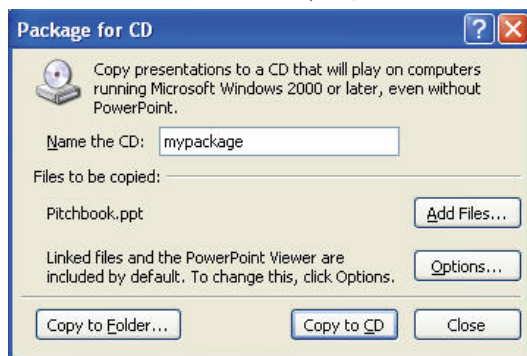 Package for CD
Copy presentations to a CD that will play on computers
running Microsoft Windows 2000 or later, even without
PowerPoint.
Name the CD: mypackage
Files to be copied:
Pitchbook.ppt Add Files...
Linked files and the PowerPoint Viewer are
included by default. To change this, click Options. Options...
Copy to Folder... Copy to CD Close